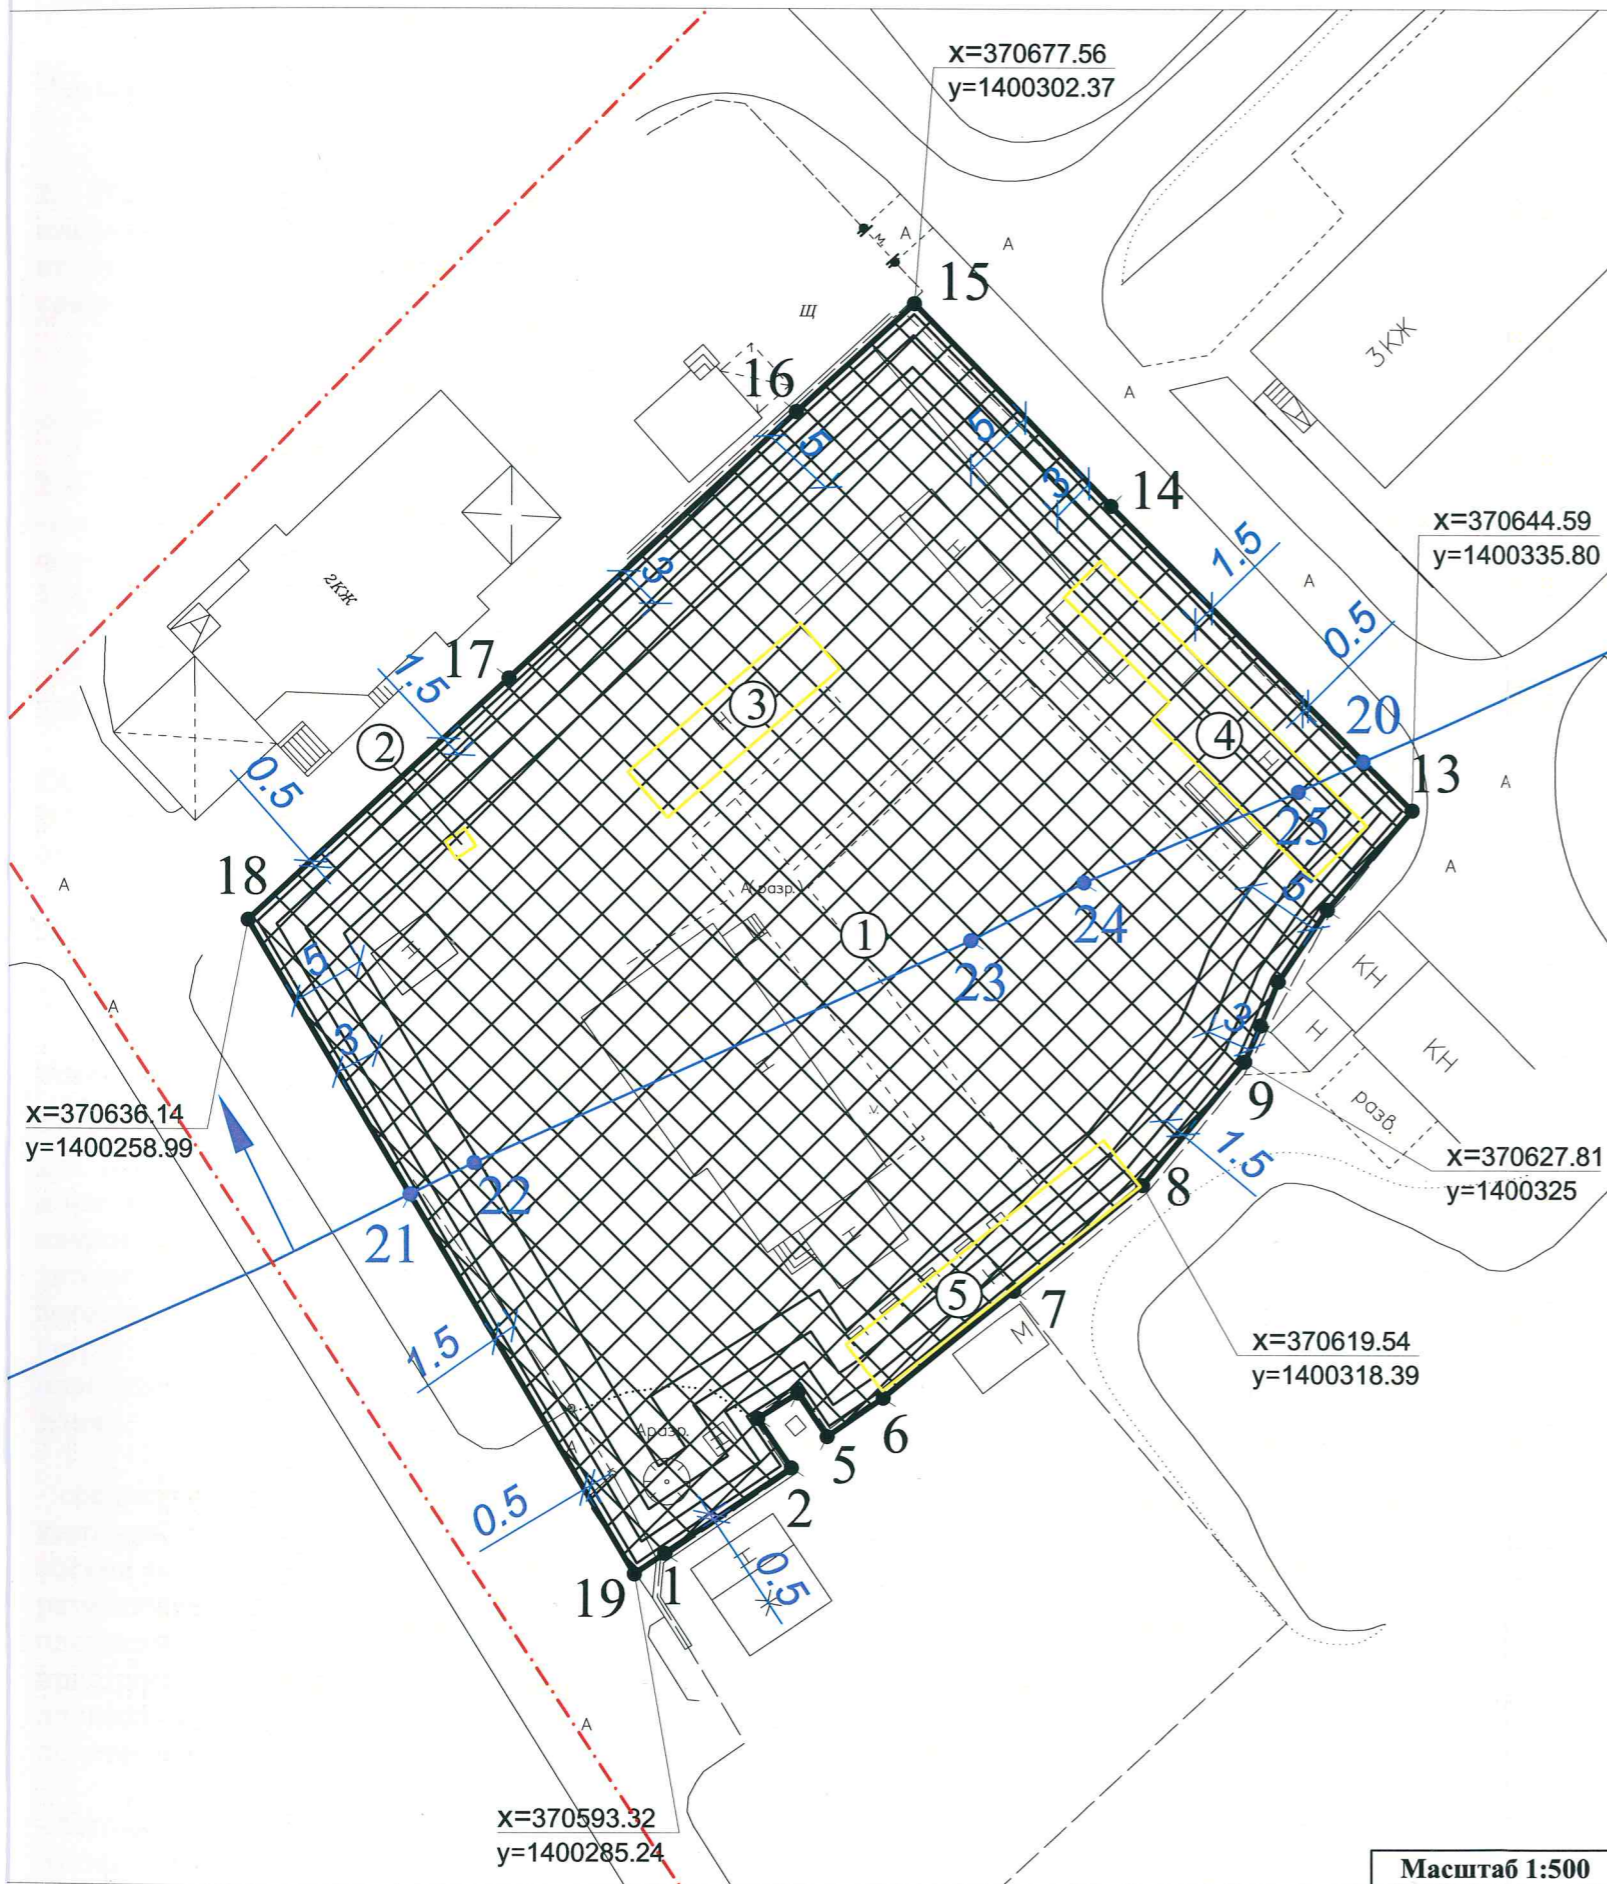 x=370677.56
y=1400302.37
А
А
15
Щ
3КЖ
16
5
5
А
3
14
x=370644.59
y=1400335.80
1.5
А
2КЖ
3
0.5
17
1.5
Н
2
3
Н
4
20
Н
0.5
13
А
25
18
А
А(разр.)
5
А
1
24
Н
5
23
КН
А
3
Н
КН
3
Н
9
разв.
x=370636.14
y=1400258.99
1.5
x=370627.81
y=1400325
22
8
21
Н
Н
5
7
М
x=370619.54
y=1400318.39
1.5
6
Аразр.
Н
5
А
2
0.5
Н
0.5
19
1
А
x=370593.32
y=1400285.24
Масштаб 1:500